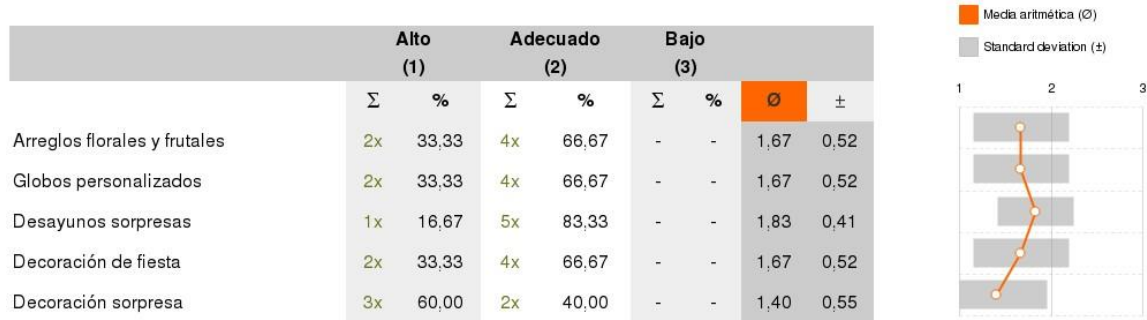 Media aritmética (Ø)
Standard deviation (±)
Alto Adecuado Bajo
(1) (2) (3)
Σ % Σ % Σ % Ø ±
1 2 3
Arreglos florales y frutales 2x 33,33 4x 66,67 - - 1,67 0,52
Globos personalizados 2x 33,33 4x 66,67 - - 1,67 0,52
Desayunos sorpresas 1x 16,67 5x 83,33 - - 1,83 0,41
Decoración de fiesta 2x 33,33 4x 66,67 - - 1,67 0,52
Decoración sorpresa 3x 60,00 2x 40,00 - - 1,40 0,55